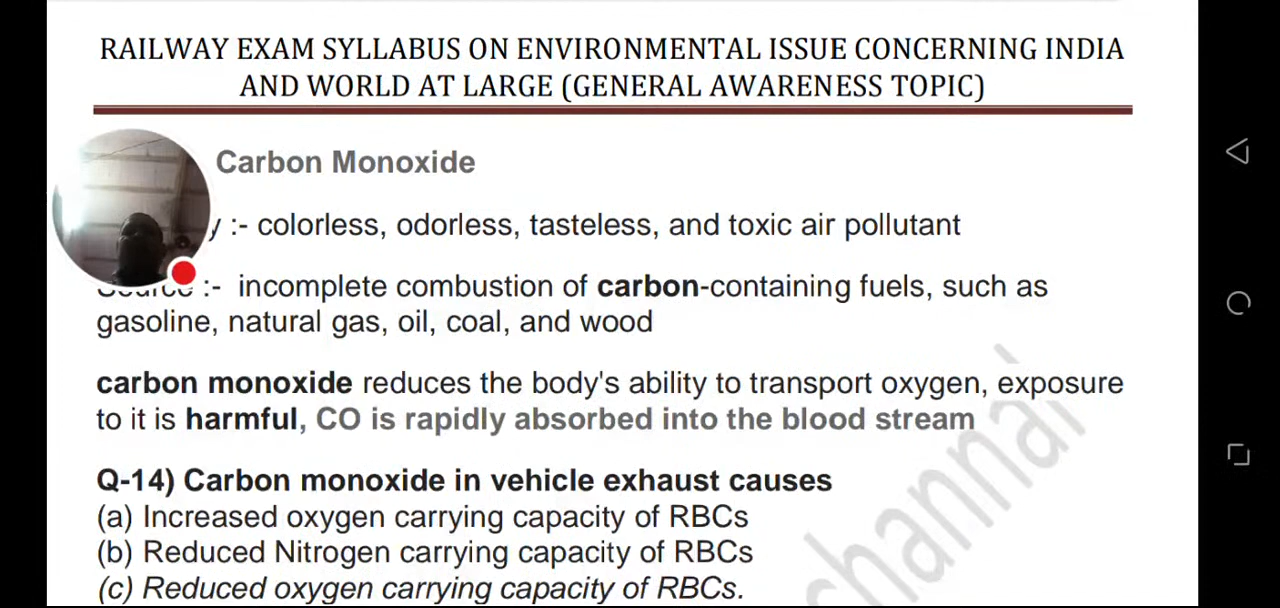 RAILWAY EXAM SYLLABUS ON ENVIRONMENTAL ISSUE CONCERNING INDIA
AND WORLD AT LARGE (GENERAL AWARENESS TOPIC)
Carbon Monoxide
y :- colorless, odorless, tasteless, and toxic air pollutant
Source :- incomplete combustion of carbon-containing fuels, such as
gasoline, natural gas, oil, coal, and wood
carbon monoxide reduces the body's ability to transport oxygen, exposure
to it is harmful, CO is rapidly absorbed into the blood stream
Q-14) Carbon monoxide in vehicle exhaust causes
(a) Increased oxygen carrying capacity of RBCs
(b) Reduced Nitrogen carrying capacity of RBCs
(c) Reduced oxygen carrying capacity of RBCs.
channai